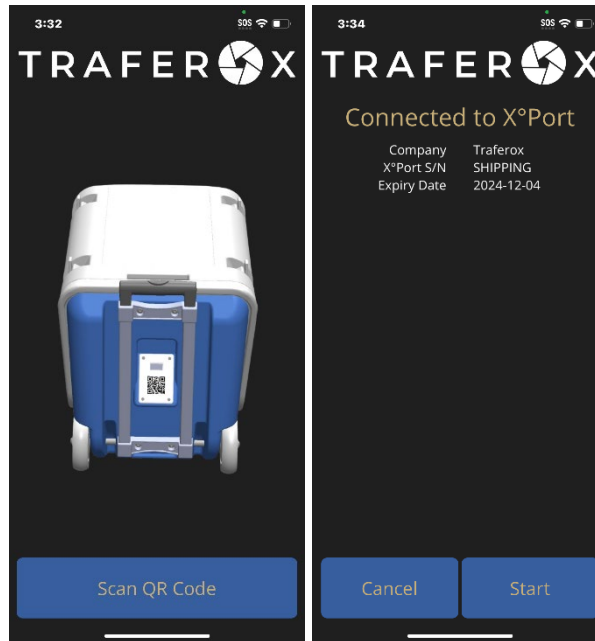 3:32
SOS
TRAFEROX
Scan QR Code
3:34
SOS
TRAFEROX
Connected to X°Port
Company Traferox
X°Port S/N SHIPPING
Expiry Date 2024-12-04
Cancel Start